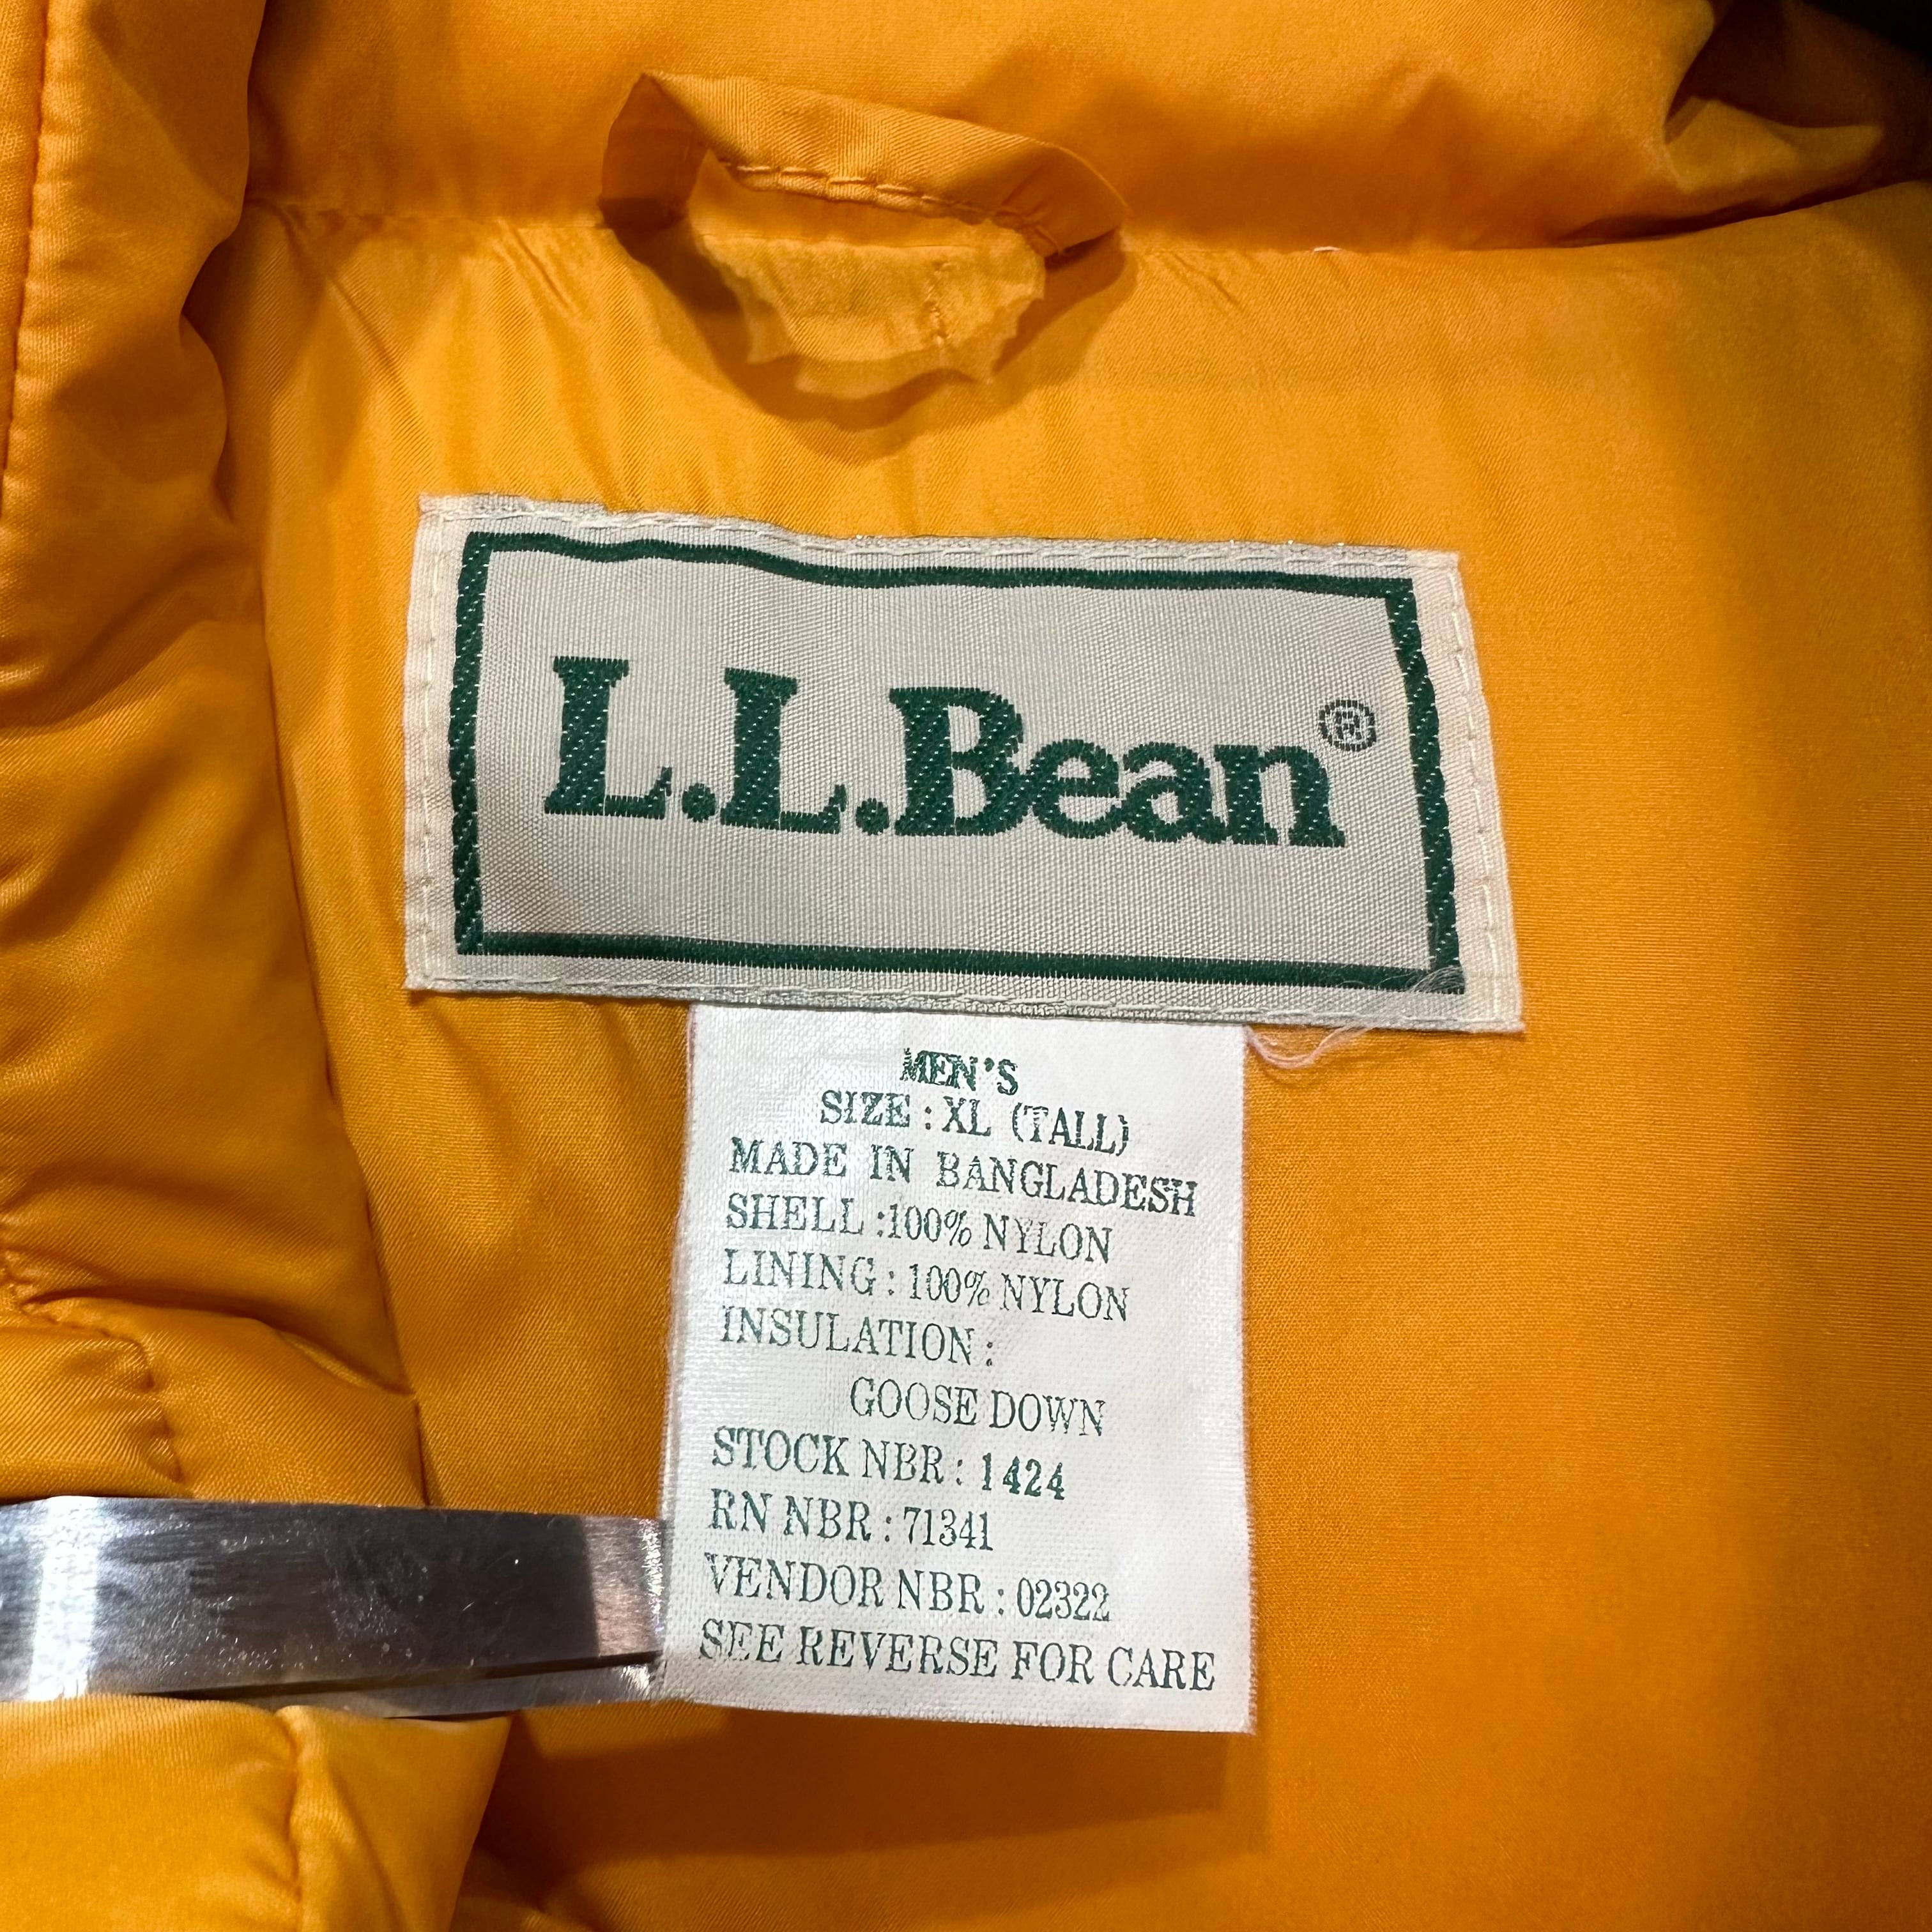 L.L.Bean®
MEN'S
SIZE : XL (TALL)
MADE IN BANGLADESH
SHELL :100% NYLON
LINING : 100% NYLON
INSULATION :
GOOSE DOWN
STOCK NBR : 1424
RN NBR : 71341
VENDOR NBR : 02322
SEE REVERSE FOR CARE